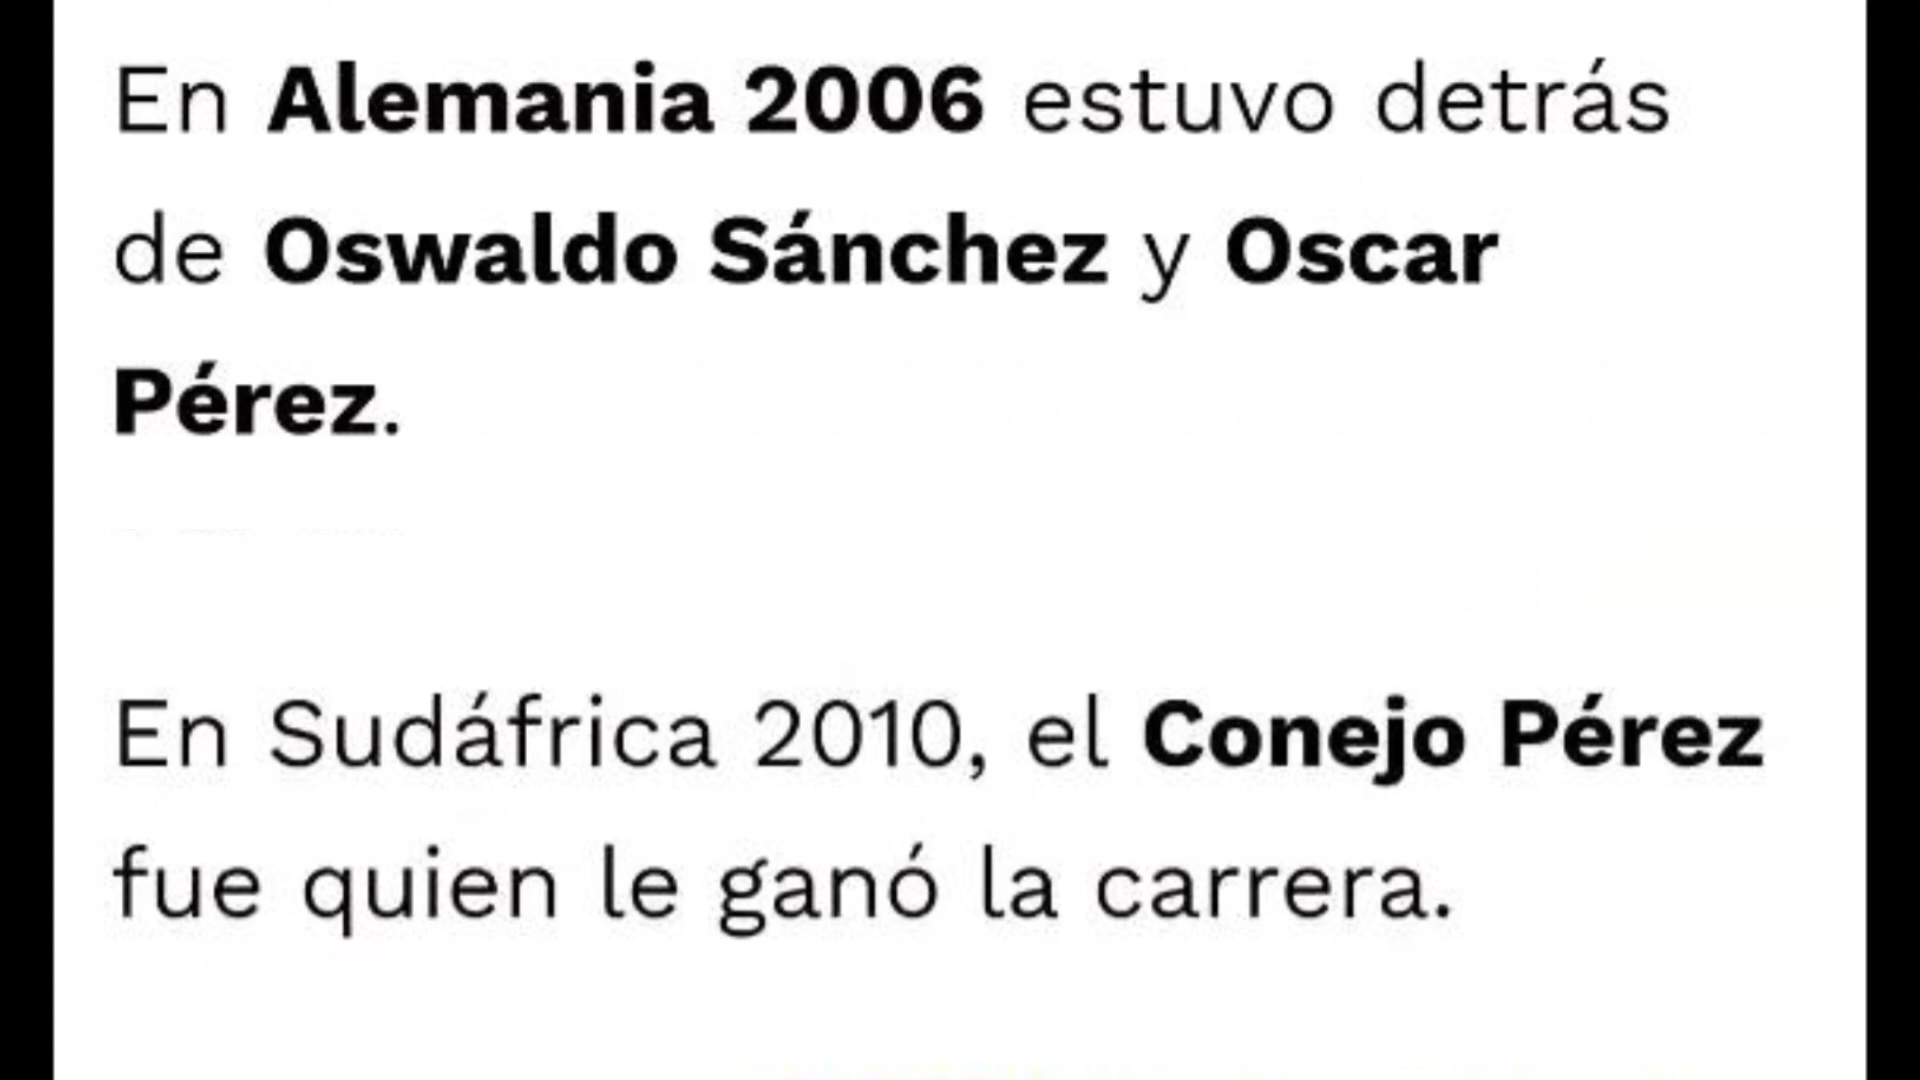 En Alemania 2006 estuvo detrás
de Oswaldo Sánchez y Oscar
Pérez.
En Sudáfrica 2010, el Conejo Pérez
fue quien le ganó la carrera.